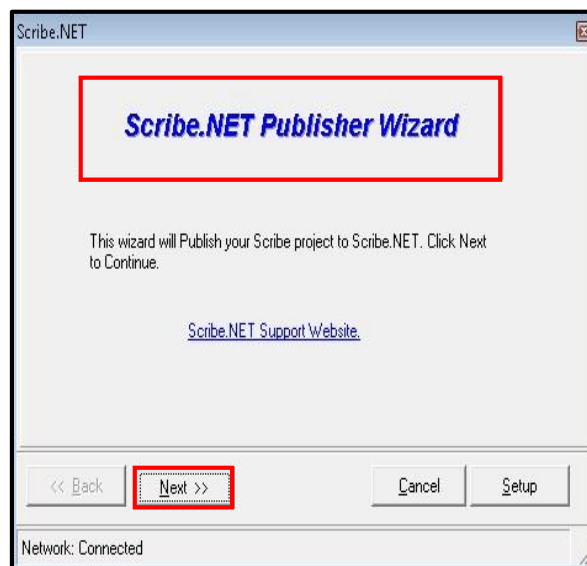 Scribe.NET
Scribe.NET Publisher Wizard
This wizard will Publish your Scribe project to Scribe.NET. Click Next
to Continue.
Scribe.NET Support Website.
<< Back
Next >>
Cancel
Setup
Network: Connected